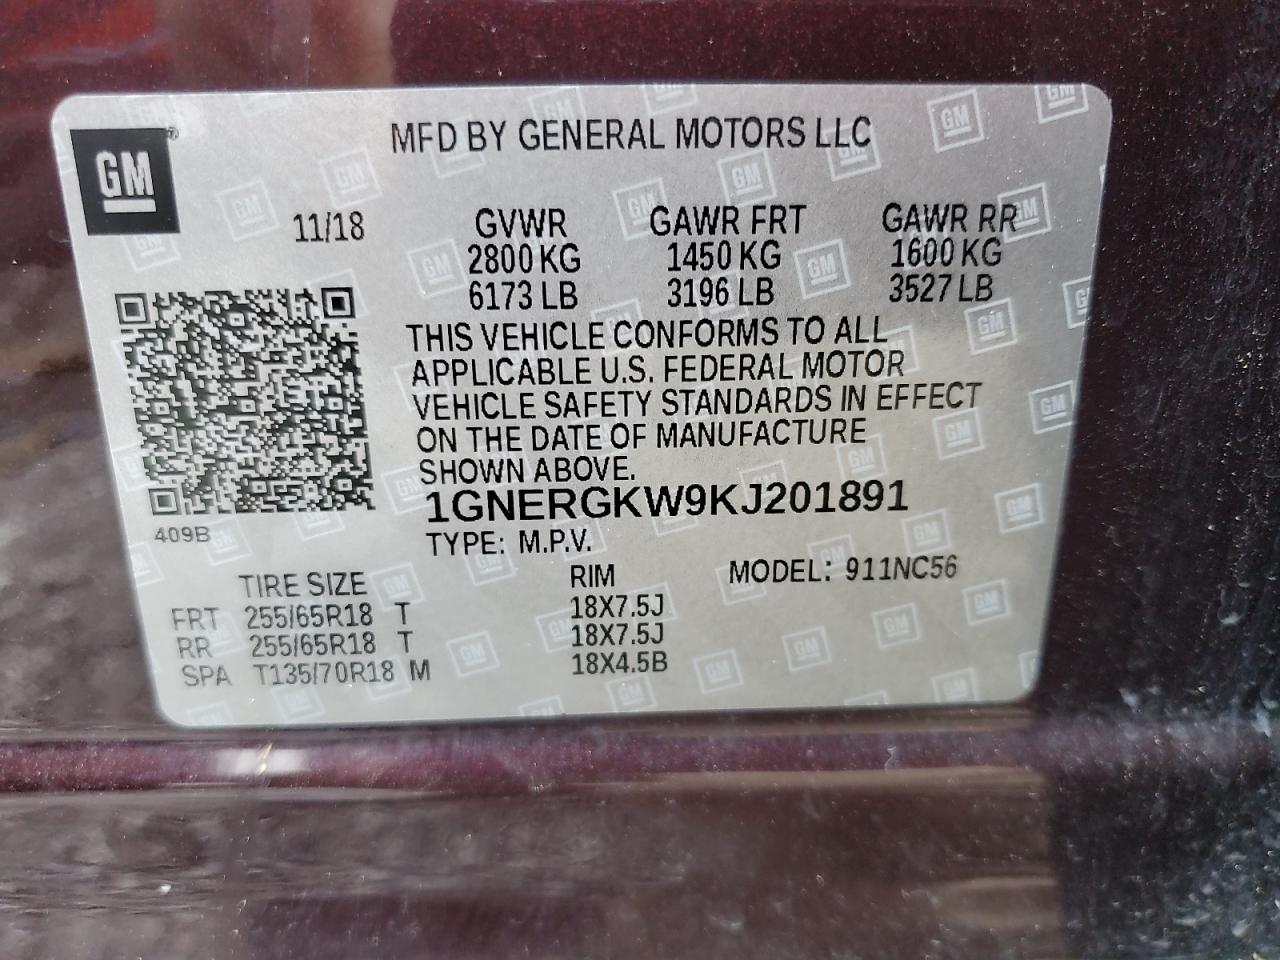 GM
MFD BY GENERAL MOTORS LLC
11/18
GVWR GAWR FRT GAWR RR
2800 KG 1450 KG 1600 KG
6173 LB 3196 LB 3527 LB
THIS VEHICLE CONFORMS TO ALL
APPLICABLE U.S. FEDERAL MOTOR
VEHICLE SAFETY STANDARDS IN EFFECT
ON THE DATE OF MANUFACTURE
SHOWN ABOVE.
1GNERGKW9KJ201891
409B
TYPE: M.P.V.
TIRE SIZE RIM MODEL: 911NC56
FRT 255/65R18 T 18X7.5J
RR 255/65R18 T 18X7.5J
SPA T135/70R18 M 18X4.5B